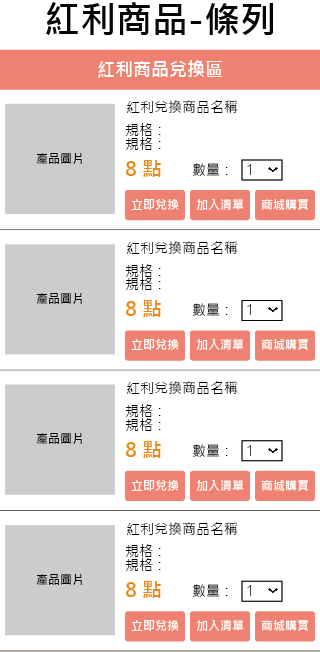 紅利商品-條列
紅利商品兌換區
紅利兌換商品名稱
規格：
規格：
產品圖片
8 點 數量： 1
立即兌換 加入清單 商城購買
紅利兌換商品名稱
規格：
規格：
產品圖片
8 點 數量： 1
立即兌換 加入清單 商城購買
紅利兌換商品名稱
規格：
規格：
產品圖片
8 點 數量： 1
立即兌換 加入清單 商城購買
紅利兌換商品名稱
規格：
規格：
產品圖片
8 點 數量： 1
立即兌換 加入清單 商城購買